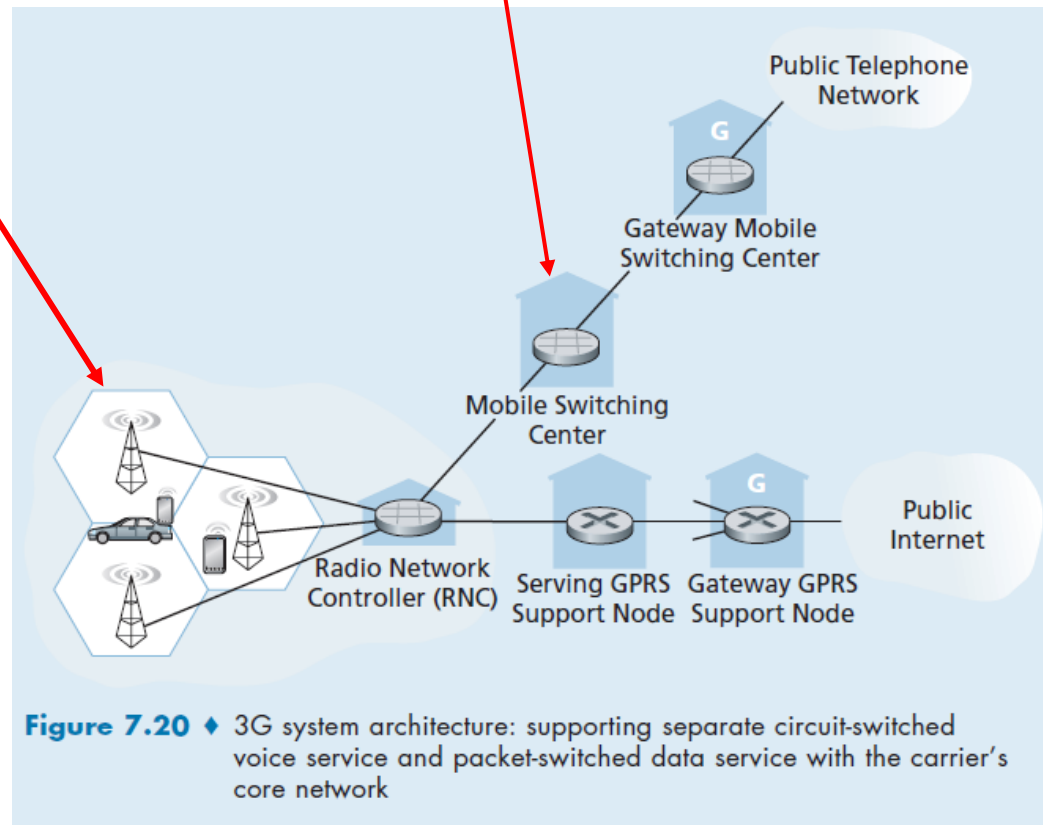 Public Telephone
Network
G
Gateway Mobile
Switching Center
Mobile Switching
Center
G
Public
Internet
Radio Network
Controller (RNC)
Serving GPRS
Support Node
Gateway GPRS
Support Node
Figure 7.20 ♦ 3G system architecture: supporting separate circuit-switched
voice service and packet-switched data service with the carrier's
core network